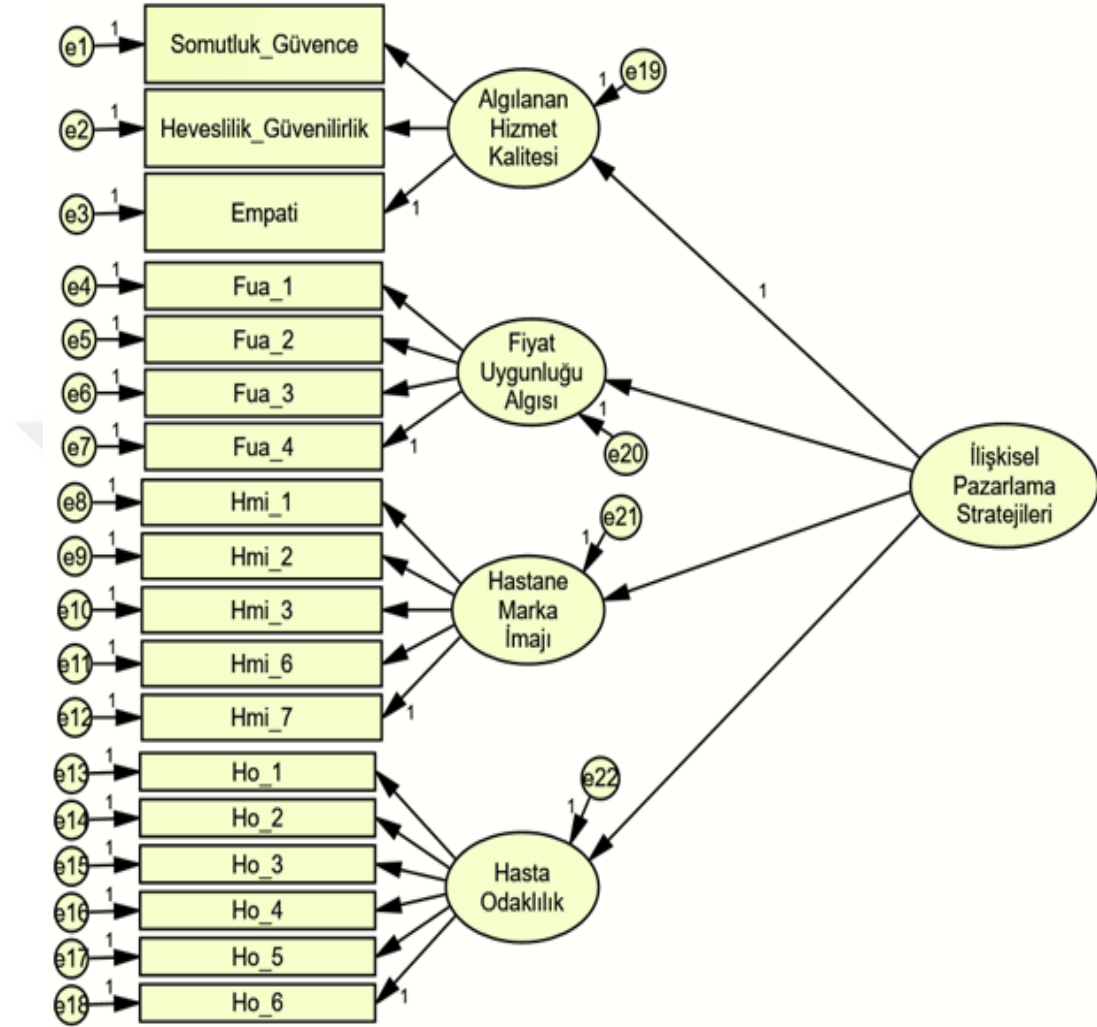 e1
1
Somutluk_Güvence
e2
1
Heveslilik_Güvenilirlik
e3
1
Empati
1
Algılanan
Hizmet
Kalitesi
1
e19
1
e4
1
Fua_1
e5
1
Fua_2
e6
1
Fua_3
e7
1
Fua_4
1
Fiyat
Uygunluğu
Algısı
1
e20
e8
1
Hmi_1
e9
1
Hmi_2
e10
1
Hmi_3
e11
1
Hmi_6
e12
1
Hmi_7
1
Hastane
Marka
İmajı
1
e21
İlişkisel
Pazarlama
Stratejileri
e13
1
Ho_1
e14
1
Ho_2
e15
1
Ho_3
e16
1
Ho_4
e17
1
Ho_5
e18
1
Ho_6
1
Hasta
Odaklılık
1
e22